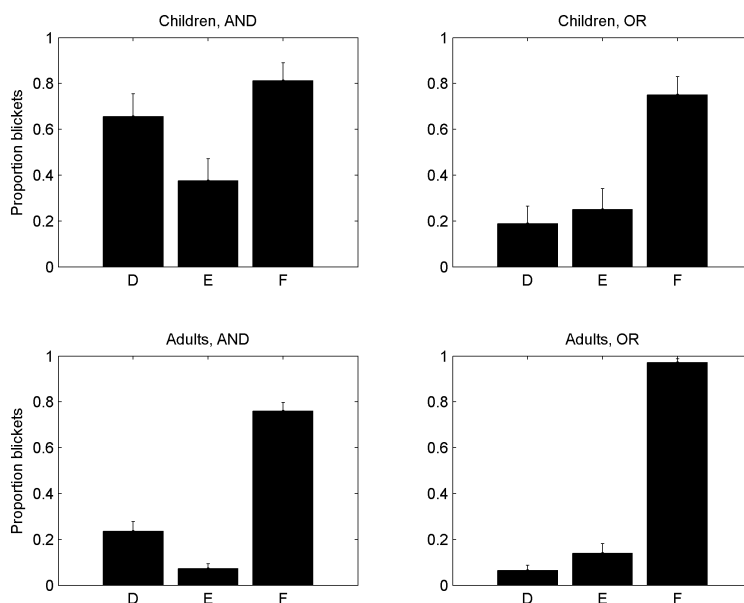 Children, AND
1
0.8
0.6
0.4
0.2
0
Proportion blickets
D E F
Children, OR
1
0.8
0.6
0.4
0.2
0
D E F
Adults, AND
1
0.8
0.6
0.4
0.2
0
Proportion blickets
D E F
Adults, OR
1
0.8
0.6
0.4
0.2
0
D E F